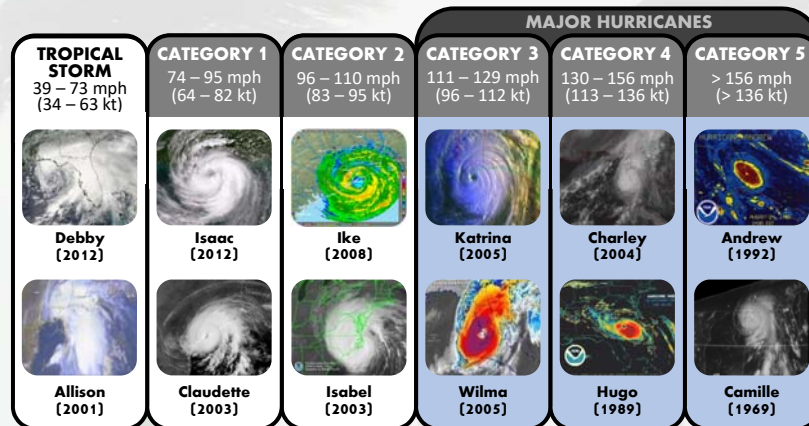 MAJOR HURRICANES
TROPICAL
STORM
39 – 73 mph
(34 – 63 kt)
CATEGORY 1
74 – 95 mph
(64 – 82 kt)
CATEGORY 2
96 – 110 mph
(83 – 95 kt)
CATEGORY 3
111 – 129 mph
(96 – 112 kt)
CATEGORY 4
130 – 156 mph
(113 – 136 kt)
CATEGORY 5
> 156 mph
(> 136 kt)
Debby
(2012)
Isaac
(2012)
Ike
(2008)
Katrina
(2005)
Charley
(2004)
HURRICANE ANDREW
Andrew
(1992)
Allison
(2001)
Claudette
(2003)
Isabel
(2003)
Wilma
(2005)
Hugo
(1989)
Camille
(1969)